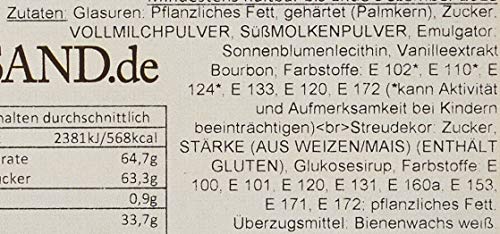 Zutaten: Glasuren: Pflanzliches Fett, gehärtet (Palmkern), Zucker,
VOLLMILCHPULVER, SÜßMOLKENPULVER, Emulgator:
Sonnenblumenlecithin, Vanilleextrakt
Bourbon, Farbstoffe: E 102*, E 110*, E
124*, E 133, E 120, E 172 (*kann Aktivität
und Aufmerksamkeit bei Kindern
beeinträchtigen)<br>Streudekor: Zucker,
STÄRKE (AUS WEIZEN/MAIS) (ENTHÄLT
GLUTEN), Glukosesirup, Farbstoffe: E
100, E 101, E 120, E 131, E 160a, E 153,
E 171, E 172; pflanzliches Fett,
Überzugsmittel: Bienenwachs weiß.
SAND.de
halten durchschnittlich
2381kJ/568kcal
rate 64,7g
ucker 63,3g
0,9g
33,7g